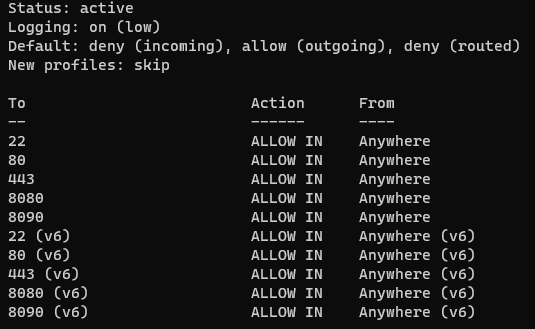 Status: active
Logging: on (low)
Default: deny (incoming), allow (outgoing), deny (routed)
New profiles: skip
To                         Action      From
--                         ------      ----
22                         ALLOW IN    Anywhere
80                         ALLOW IN    Anywhere
443                        ALLOW IN    Anywhere
8080                       ALLOW IN    Anywhere
8090                       ALLOW IN    Anywhere
22 (v6)                    ALLOW IN    Anywhere (v6)
80 (v6)                    ALLOW IN    Anywhere (v6)
443 (v6)                   ALLOW IN    Anywhere (v6)
8080 (v6)                  ALLOW IN    Anywhere (v6)
8090 (v6)                  ALLOW IN    Anywhere (v6)